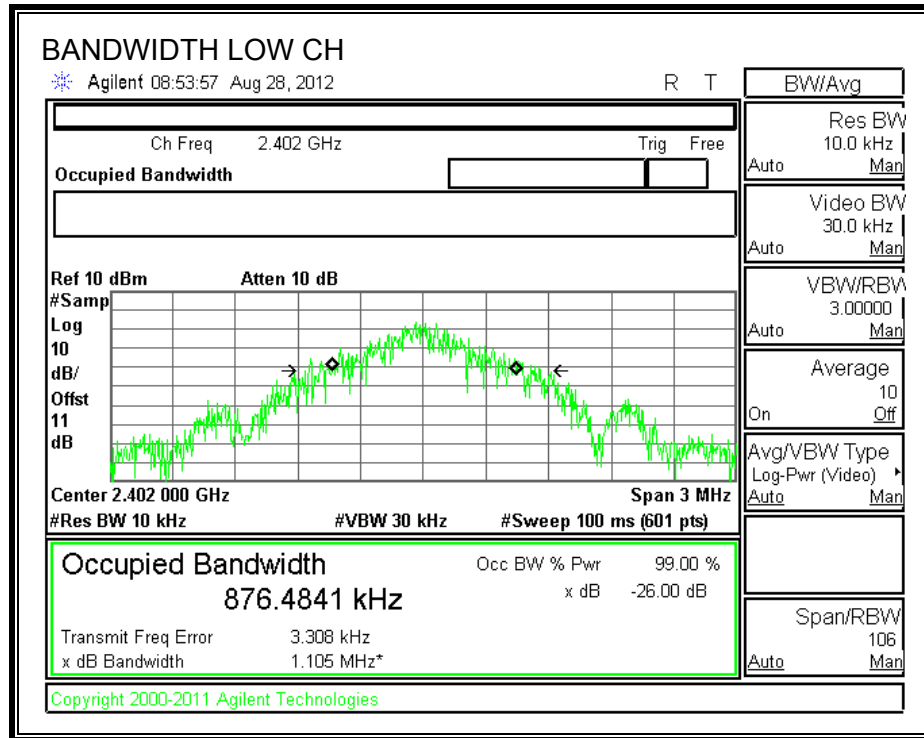 BANDWIDTH LOW CH
Agilent 08:53:57 Aug 28, 2012 R T
Ch Freq 2.402 GHz Trig Free
Occupied Bandwidth
Ref 10 dBm Atten 10 dB
#Samp
Log
10
dB/
Offst
11
dB
Center 2.402 000 GHz Span 3 MHz
#Res BW 10 kHz #VBW 30 kHz #Sweep 100 ms (601 pts)
Occupied Bandwidth
876.4841 kHz
Occ BW % Pwr 99.00 %
x dB -26.00 dB
Transmit Freq Error 3.308 kHz
x dB Bandwidth 1.105 MHz*
Copyright 2000-2011 Agilent Technologies
BW/Avg
Res BW
10.0 kHz
Auto Man
Video BW
30.0 kHz
Auto Man
VBW/RBW
3.00000
Auto Man
Average
10
On Off
Avg/VBW Type
Log-Pwr (Video)
Auto Man
Span/RBW
106
Auto Man